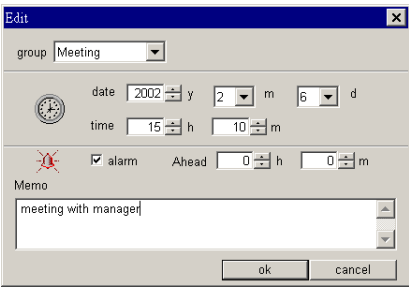 Edit
group Meeting
date 2002 y 2 m 6 d
time 15 h 10 m
alarm Ahead 0 h 0 m
Memo
meeting with manager
ok cancel